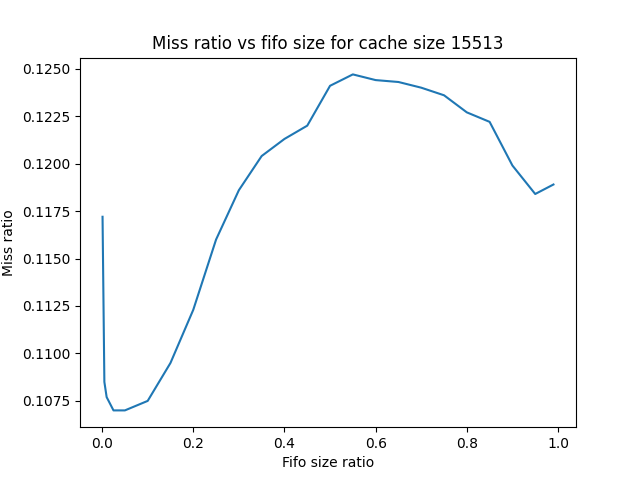 Miss ratio vs fifo size for cache size 15513
0.1250
0.1225
0.1200
0.1175
0.1150
0.1125
0.1100
0.1075
Miss ratio
0.0 0.2 0.4 0.6 0.8 1.0
Fifo size ratio